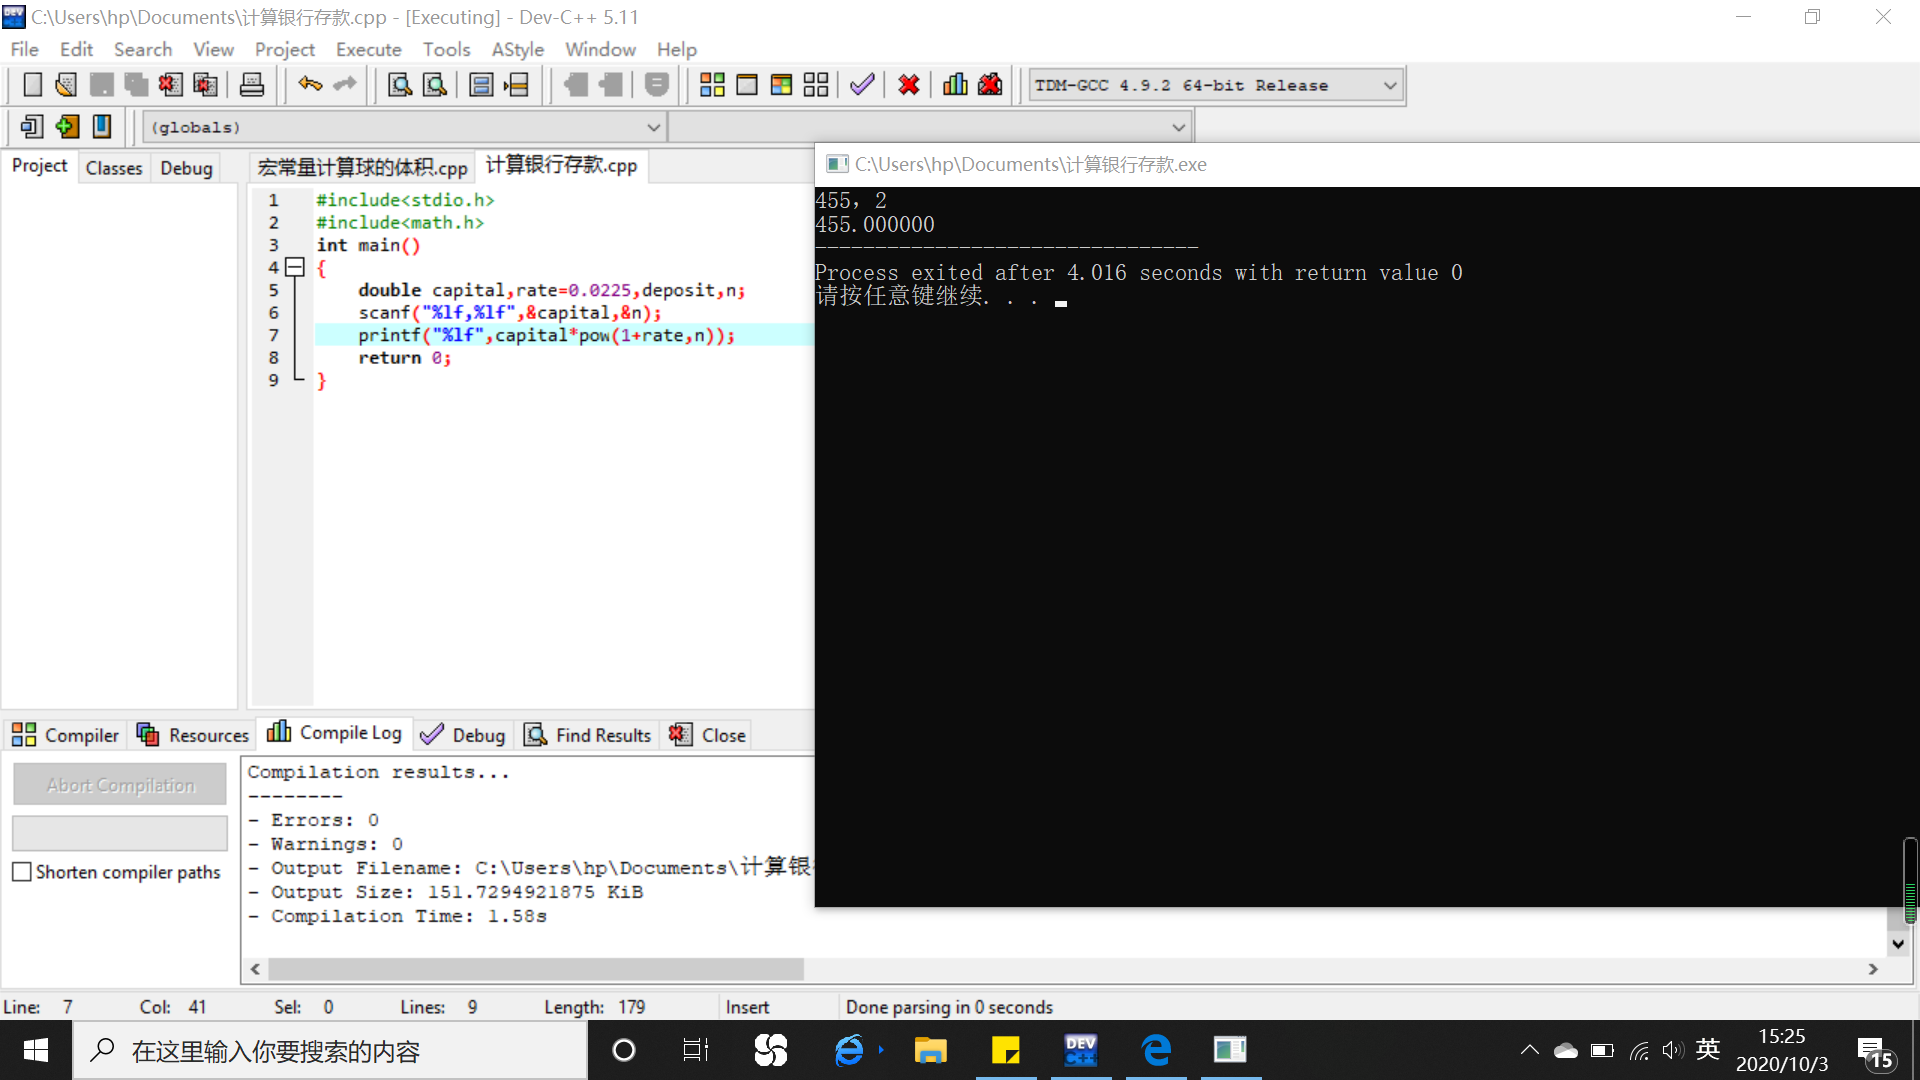 C:\Users\hp\Documents\计算银行存款.cpp - [Executing] - Dev-C++ 5.11
File Edit Search View Project Execute Tools AStyle Window Help
TDM-GCC 4.9.2 64-bit Release
(globals)
Project Classes Debug
宏常量计算球的体积.cpp 计算银行存款.cpp
1 #include<stdio.h>
2 #include<math.h>
3 int main()
4 {
5 double capital,rate=0.0225,deposit,n;
6 scanf("%lf,%lf",&capital,&n);
7 printf("%lf",capital*pow(1+rate,n));
8 return 0;
9 }
C:\Users\hp\Documents\计算银行存款.exe
455，2
455.000000
--------------------------------
Process exited after 4.016 seconds with return value 0
请按任意键继续. . .
Compiler Resources Compile Log Debug Find Results Close
Abort Compilation
Shorten compiler paths
Compilation results...
--------
- Errors: 0
- Warnings: 0
- Output Filename: C:\Users\hp\Documents\计算银
- Output Size: 151.7294921875 KiB
- Compilation Time: 1.58s
Line: 7 Col: 41 Sel: 0 Lines: 9 Length: 179 Insert Done parsing in 0 seconds
在这里输入你要搜索的内容
DEV C++
英
15:25
2020/10/3
15